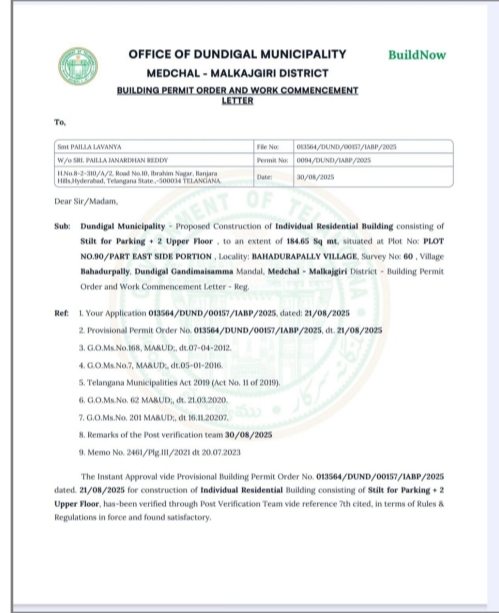 OFFICE OF DUNDIGAL MUNICIPALITY
BuildNow
MEDCHAL - MALKAJGIRI DISTRICT
BUILDING PERMIT ORDER AND WORK COMMENCEMENT
LETTER
To,
Smt PAILLA LAVANYA
File No: 013564/DUND/00157/IABP/2025
W/o SRI. PAILLA JANARDHAN REDDY
Permit No: 0094/DUND/IABP/2025
H.No.8-2-310/A/2, Road No.10, Ibrahim Nagar, Banjara
Hills,Hyderabad, Telangana State.,-500034 TELANGANA.
Date: 30/08/2025
Dear Sir/Madam,
Sub: Dundigal Municipality - Proposed Construction of Individual Residential Building consisting of
Stilt for Parking + 2 Upper Floor , to an extent of 184.65 Sq mt, situated at Plot No: PLOT
NO.90/PART EAST SIDE PORTION , Locality: BAHADURAPALLY VILLAGE, Survey No: 60 , Village
Bahadurpally, Dundigal Gandimaisamma Mandal, Medchal - Malkajgiri District - Building Permit
Order and Work Commencement Letter - Reg.
Ref: 1. Your Application 013564/DUND/00157/IABP/2025, dated: 21/08/2025
2. Provisional Permit Order No. 013564/DUND/00157/IABP/2025, dt. 21/08/2025
3. G.O.Ms.No.168, MA&UD;, dt.07-04-2012.
4. G.O.Ms.No.7, MA&UD;, dt.05-01-2016.
5. Telangana Municipalities Act 2019 (Act No. 11 of 2019).
6. G.O.Ms.No. 62 MA&UD;, dt. 21.03.2020.
7. G.O.Ms.No. 201 MA&UD;, dt 16.11.20207.
8. Remarks of the Post verification team 30/08/2025
9. Memo No. 2461/Plg.III/2021 dt 20.07.2023
The Instant Approval vide Provisional Building Permit Order No. 013564/DUND/00157/IABP/2025
dated. 21/08/2025 for construction of Individual Residential Building consisting of Stilt for Parking + 2
Upper Floor, has-been verified through Post Verification Team vide reference 7th cited, in terms of Rules &
Regulations in force and found satisfactory.